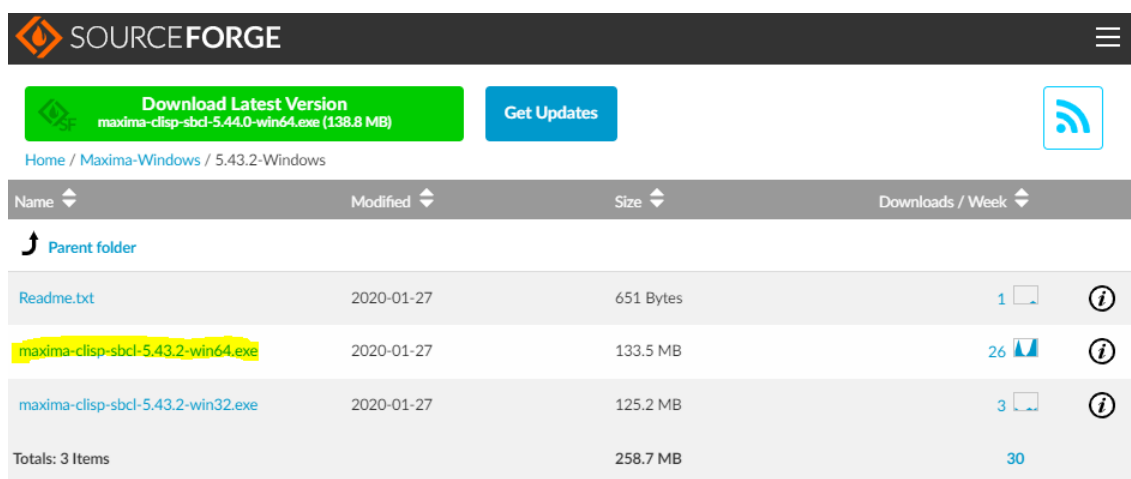 SOURCEFORGE
Download Latest Version
maxima-clisp-sbcl-5.44.0-win64.exe (138.8 MB)
SF
Get Updates
Home / Maxima-Windows / 5.43.2-Windows
Name Modified Size Downloads / Week
Parent folder
Readme.txt 2020-01-27 651 Bytes 1 i
maxima-clisp-sbcl-5.43.2-win64.exe 2020-01-27 133.5 MB 26 i
maxima-clisp-sbcl-5.43.2-win32.exe 2020-01-27 125.2 MB 3 i
Totals: 3 Items 258.7 MB 30